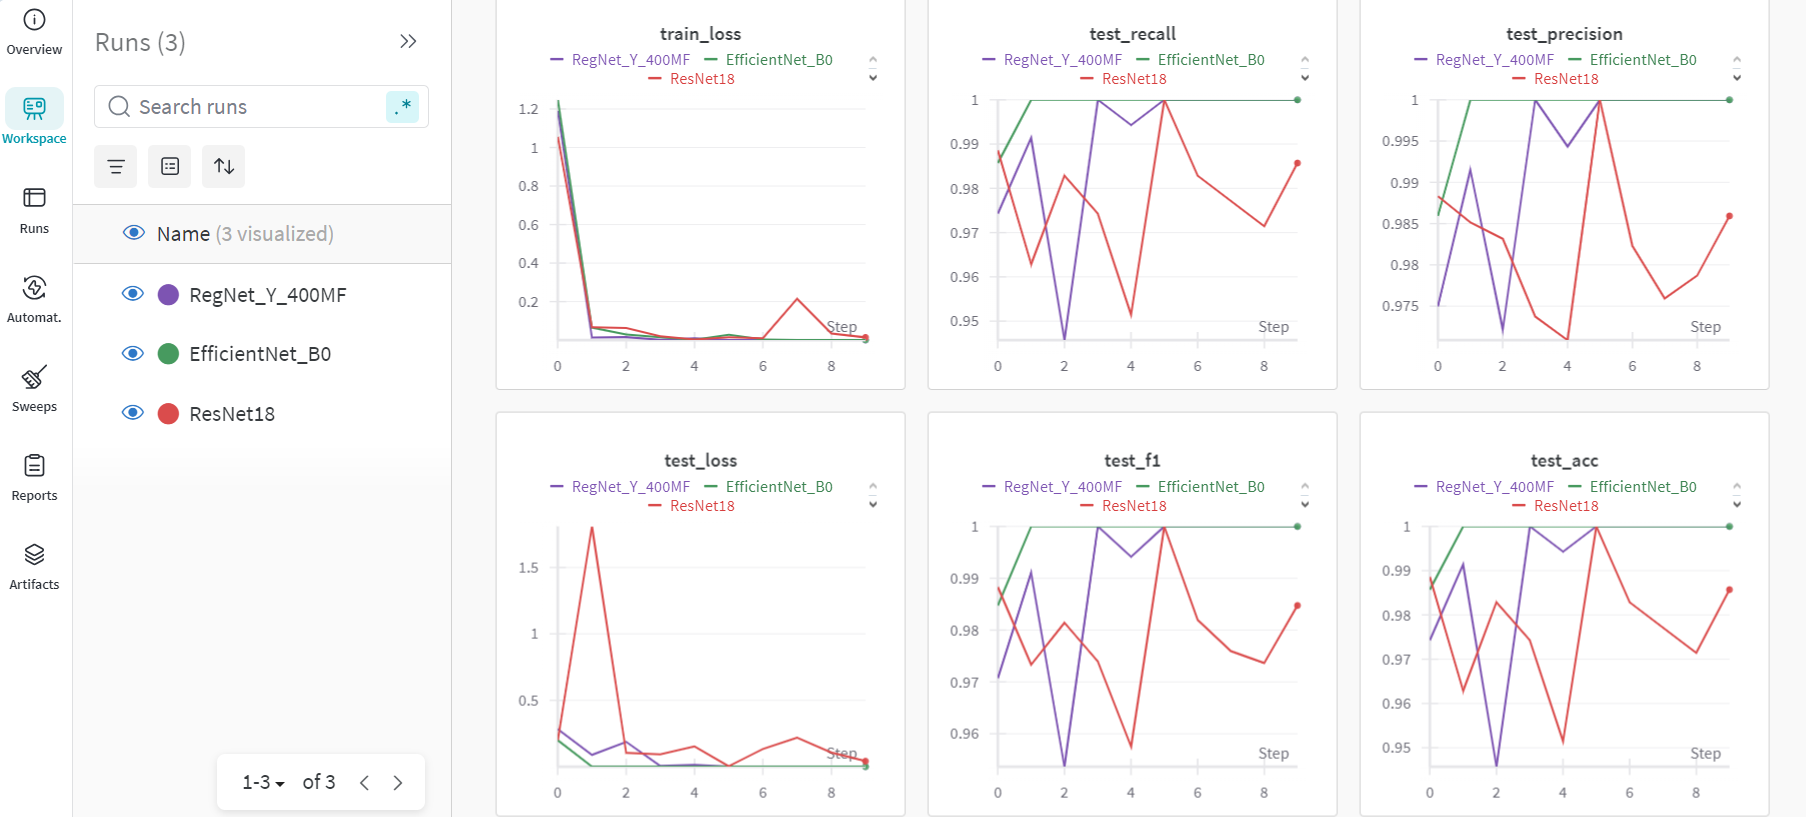 Overview
Workspace
Runs
Automat.
Sweeps
Reports
Artifacts
Runs (3)
Search runs
.*
Name (3 visualized)
RegNet_Y_400MF
EfficientNet_B0
ResNet18
1-3 of 3
train_loss
RegNet_Y_400MF EfficientNet_B0
ResNet18
1.2
1
0.8
0.6
0.4
0.2
Step
0 2 4 6 8
test_recall
RegNet_Y_400MF EfficientNet_B0
ResNet18
1
0.99
0.98
0.97
0.96
0.95
Step
0 2 4 6 8
test_precision
RegNet_Y_400MF EfficientNet_B0
ResNet18
1
0.995
0.99
0.985
0.98
0.975
Step
0 2 4 6 8
test_loss
RegNet_Y_400MF EfficientNet_B0
ResNet18
1.5
1
0.5
Step
0 2 4 6 8
test_f1
RegNet_Y_400MF EfficientNet_B0
ResNet18
1
0.99
0.98
0.97
0.96
Step
0 2 4 6 8
test_acc
RegNet_Y_400MF EfficientNet_B0
ResNet18
1
0.99
0.98
0.97
0.96
0.95
Step
0 2 4 6 8